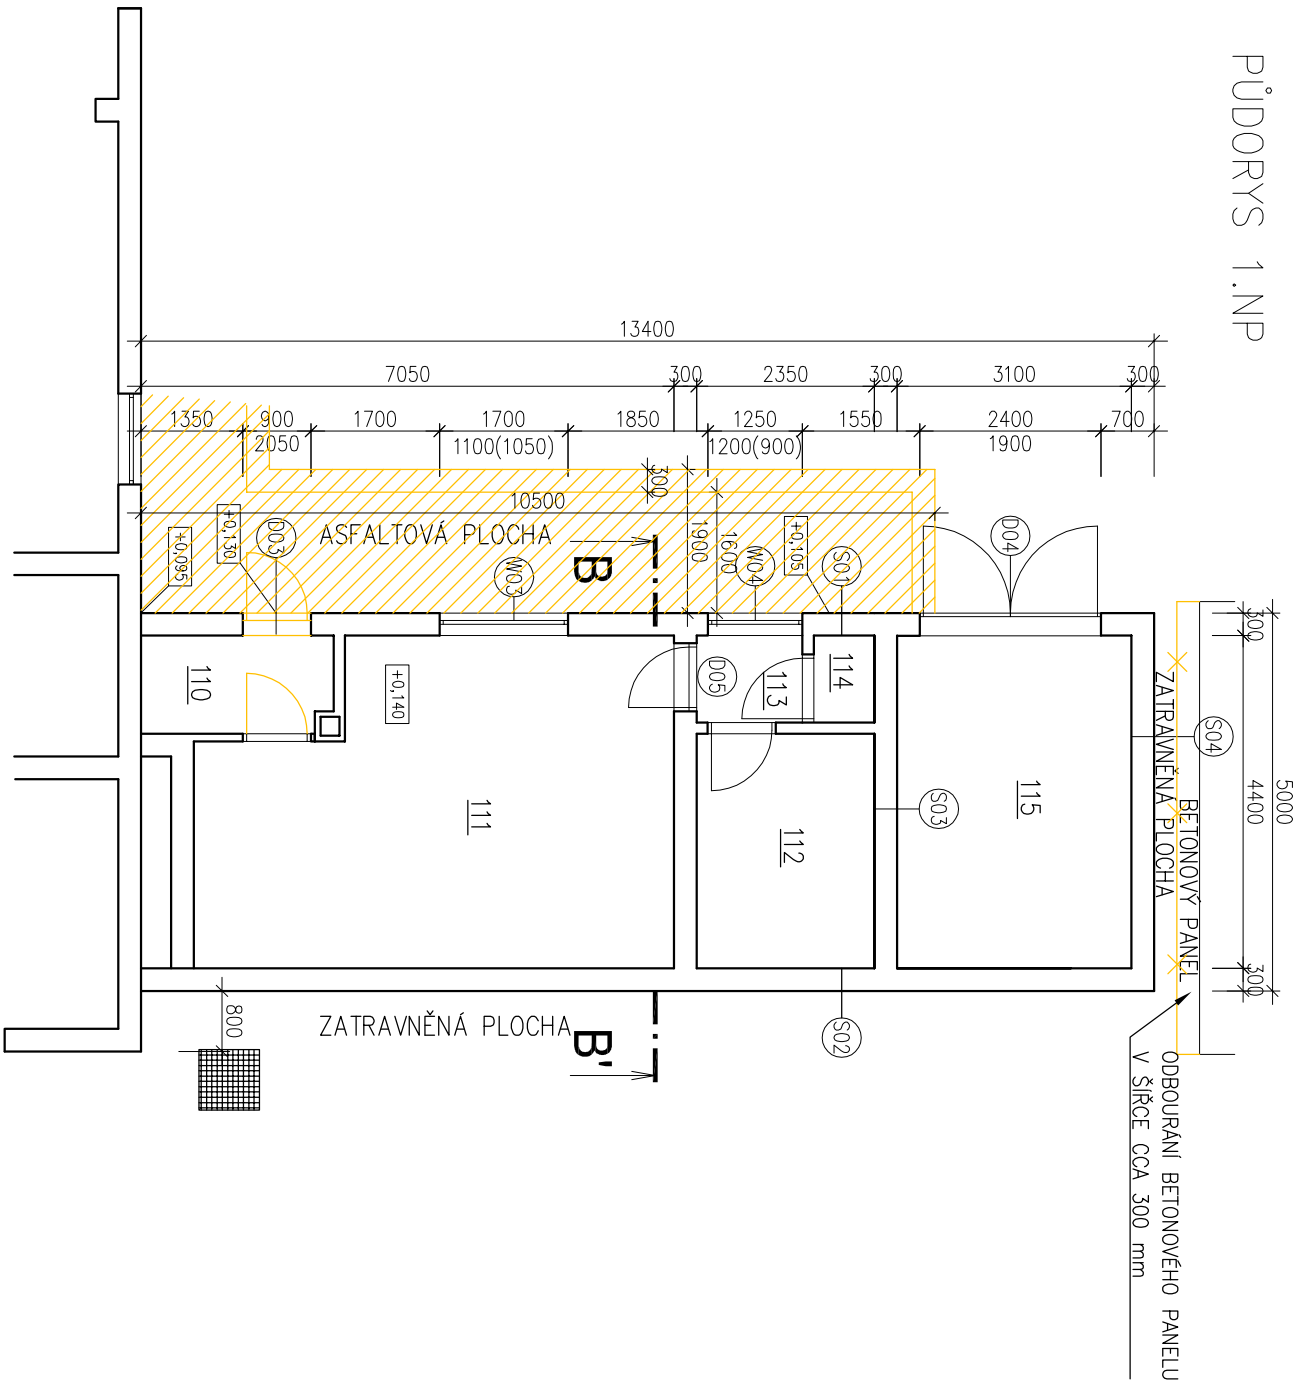 PŮDORYS 1.NP
13400
7050
300
2350
300
3100
300
1350
900
2050
1700
1700
1100(1050)
1850
1250
1200(900)
1550
2400
1900
700
300
10500
1900
1600
ASFALTOVÁ PLOCHA
B
+0,095
+0,130
D03
W03
W04
+0,105
S01
D04
110
+0,140
D05
113
114
111
112
115
S03
S04
S02
300
4400
300
5000
ZATRAVNĚNÁ PLOCHA
BETONOVÝ PANEL
ODBOURÁNÍ BETONOVÉHO PANELU
V ŠÍŘCE CCA 300 mm
800
ZATRAVNĚNÁ PLOCHA
B'